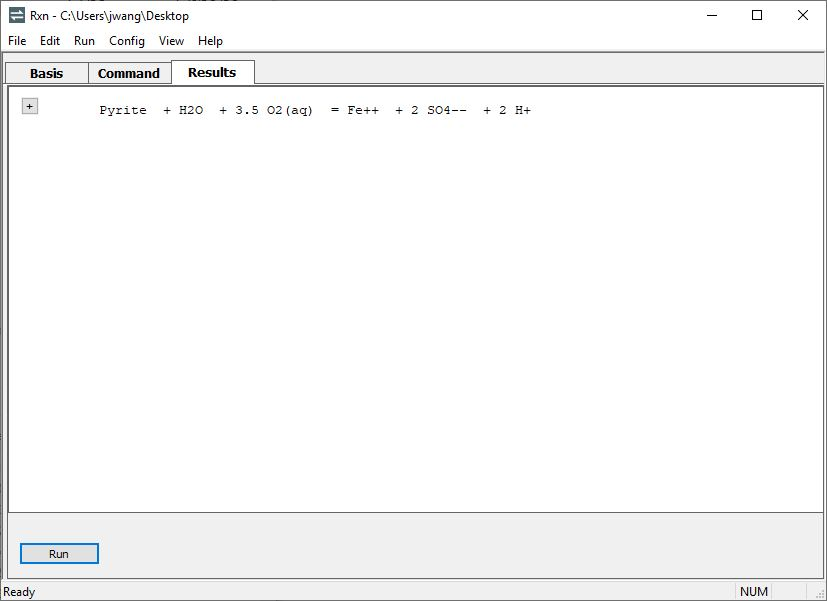 Rxn - C:\Users\jwang\Desktop
File Edit Run Config View Help
Basis Command Results
+ Pyrite + H2O + 3.5 O2(aq) = Fe++ + 2 SO4-- + 2 H+
Run
Ready NUM